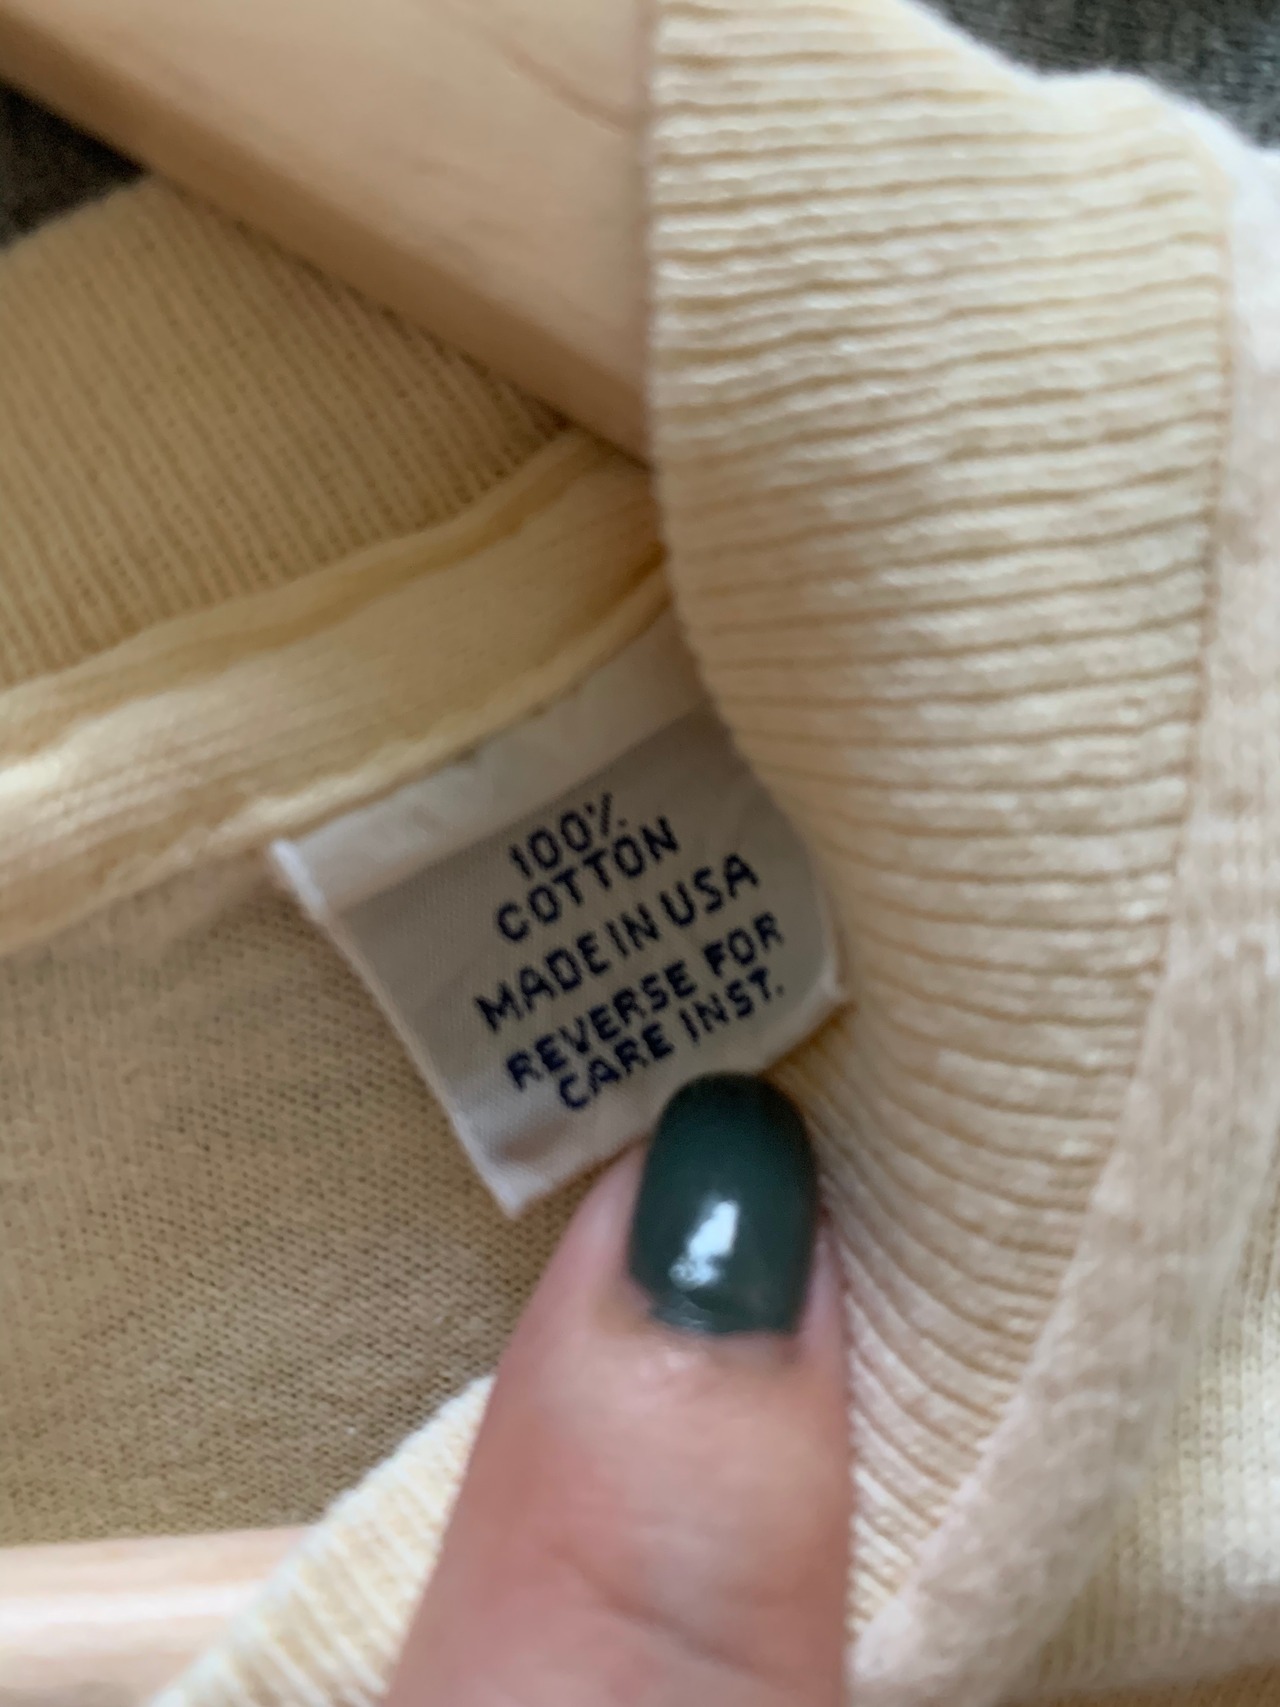 100%
COTTON
MADE IN USA
REVERSE FOR
CARE INST.